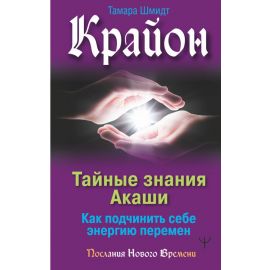 Тамара Шмидт
Крайон
Тайные знания
Акаши
Как подчинить себе
энергию перемен
Послания Нового Времени